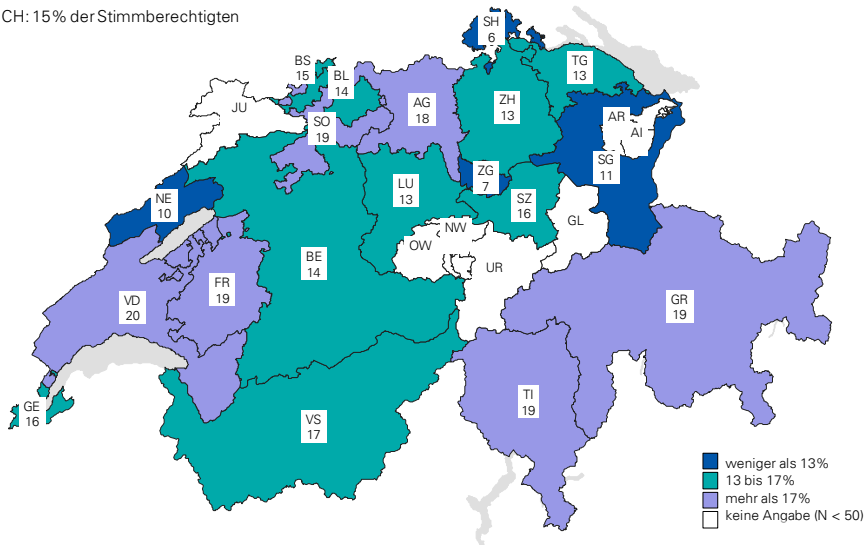 CH: 15% der Stimmberechtigten
SH
6
BS
15
BL
14
TG
13
JU
AG
18
ZH
13
SO
19
AR
AI
SG
11
ZG
7
LU
13
SZ
16
NE
10
NW
GL
OW
UR
BE
14
FR
19
VD
20
GR
19
TI
19
GE
16
VS
17
weniger als 13%
13 bis 17%
mehr als 17%
keine Angabe (N < 50)